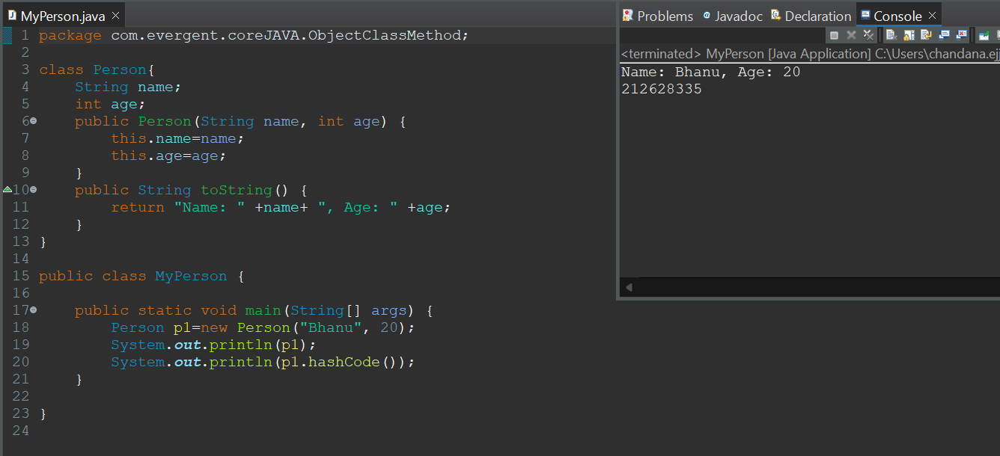 MyPerson.java
1 package com.evergent.coreJAVA.ObjectClassMethod;
2
3 class Person{
4 String name;
5 int age;
6 public Person(String name, int age) {
7 this.name=name;
8 this.age=age;
9 }
10 public String toString() {
11 return "Name: " +name+ ", Age: " +age;
12 }
13 }
14
15 public class MyPerson {
16
17 public static void main(String[] args) {
18 Person p1=new Person("Bhanu", 20);
19 System.out.println(p1);
20 System.out.println(p1.hashCode());
21 }
22
23 }
24
Problems @ Javadoc Declaration Console
<terminated> MyPerson [Java Application] C:\Users\chandana.ejj
Name: Bhanu, Age: 20
212628335